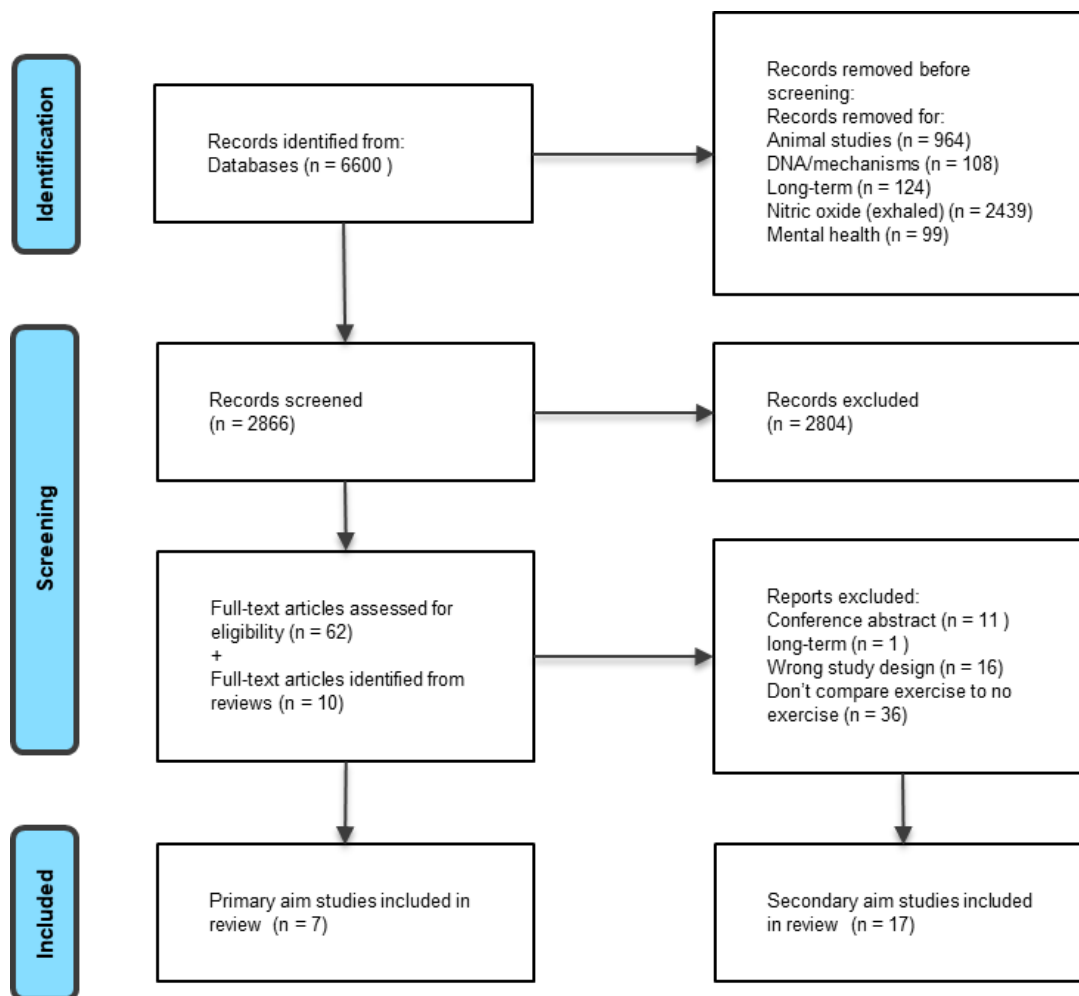 Identification
Records identified from:
Databases (n = 6600 )
Records removed before
screening:
Records removed for:
Animal studies (n = 964)
DNA/mechanisms (n = 108)
Long-term (n = 124)
Nitric oxide (exhaled) (n = 2439)
Mental health (n = 99)
Screening
Records screened
(n = 2866)
Records excluded
(n = 2804)
Full-text articles assessed for
eligibility (n = 62)
+
Full-text articles identified from
reviews (n = 10)
Reports excluded:
Conference abstract (n = 11 )
long-term (n = 1 )
Wrong study design (n = 16)
Don’t compare exercise to no
exercise (n = 36)
Included
Primary aim studies included in
review (n = 7)
Secondary aim studies included
in review (n = 17)